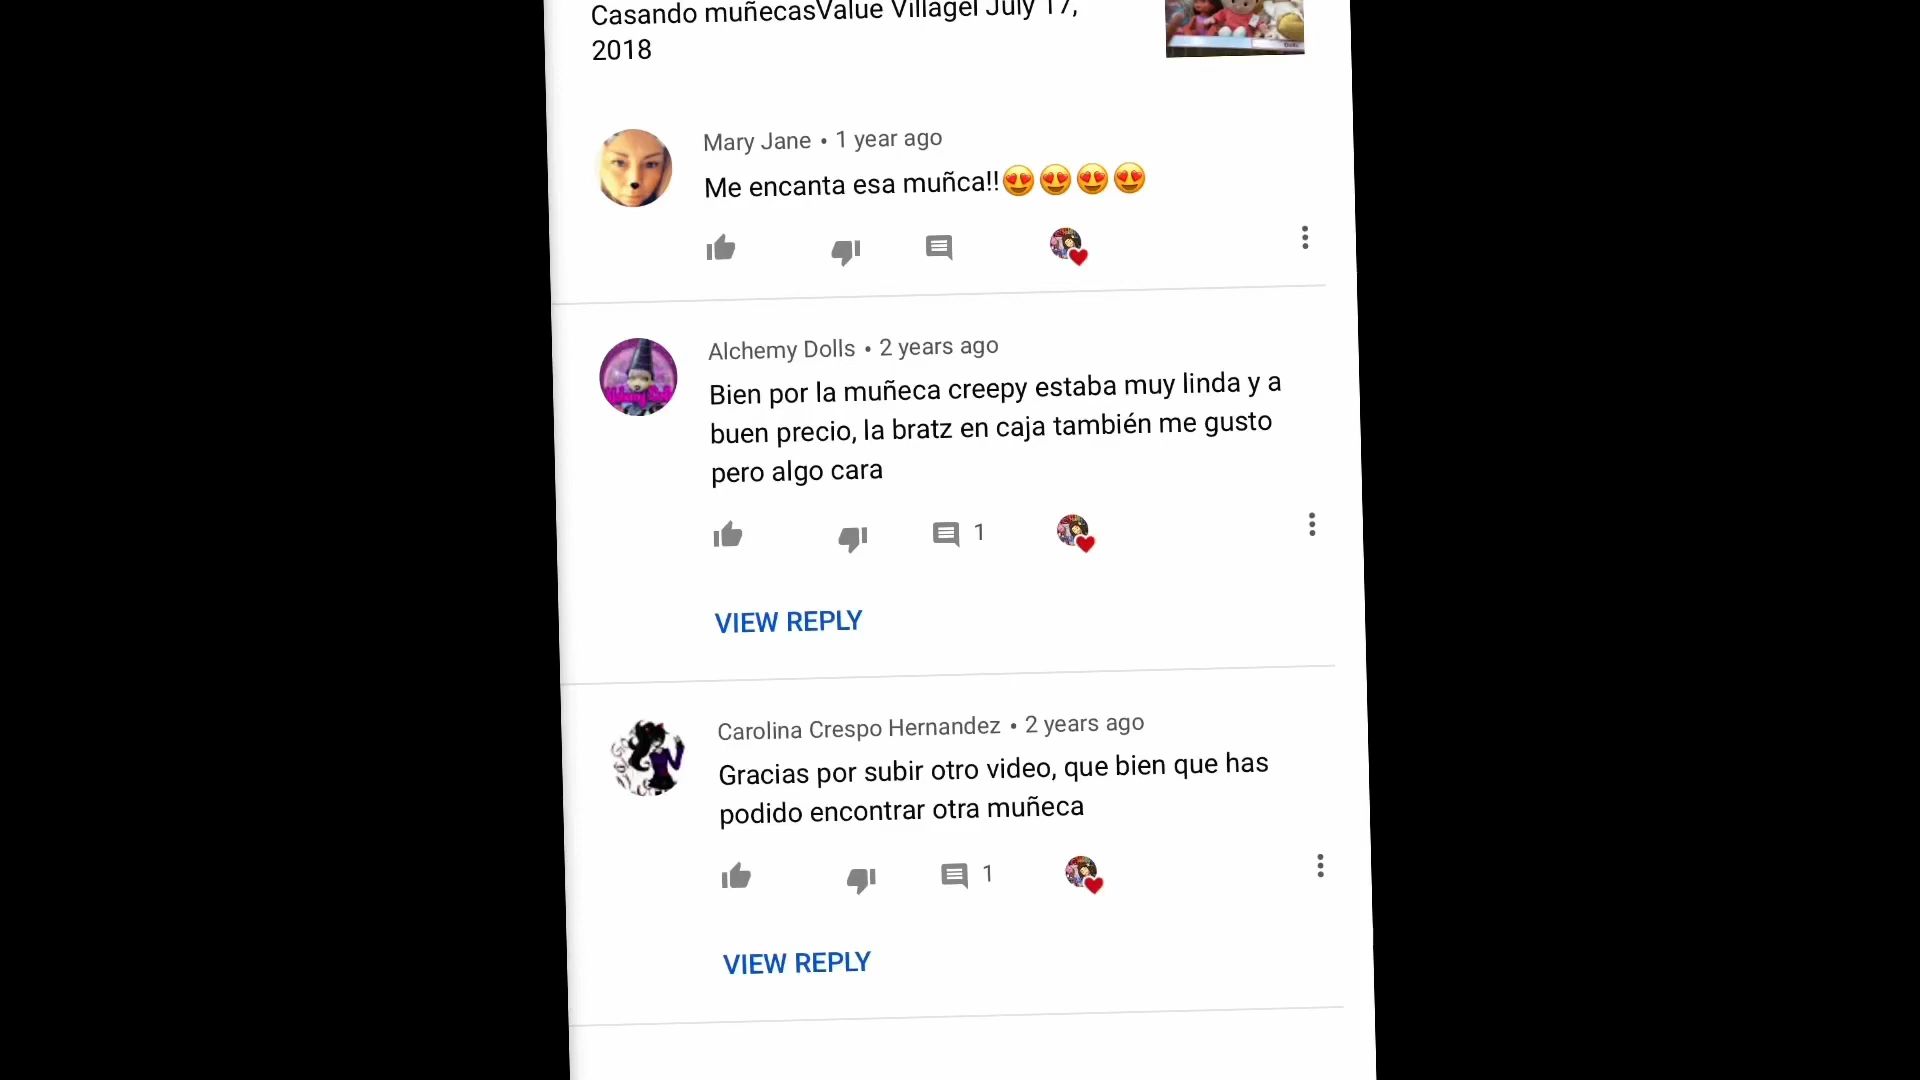 Casando muñecasValue Villagel July 17,
2018
Mary Jane • 1 year ago
Me encanta esa muñca!!😍😍😍😍
Alchemy Dolls • 2 years ago
Bien por la muñeca creepy estaba muy linda y a
buen precio, la bratz en caja también me gusto
pero algo cara
1
VIEW REPLY
Carolina Crespo Hernandez • 2 years ago
Gracias por subir otro video, que bien que has
podido encontrar otra muñeca
1
VIEW REPLY